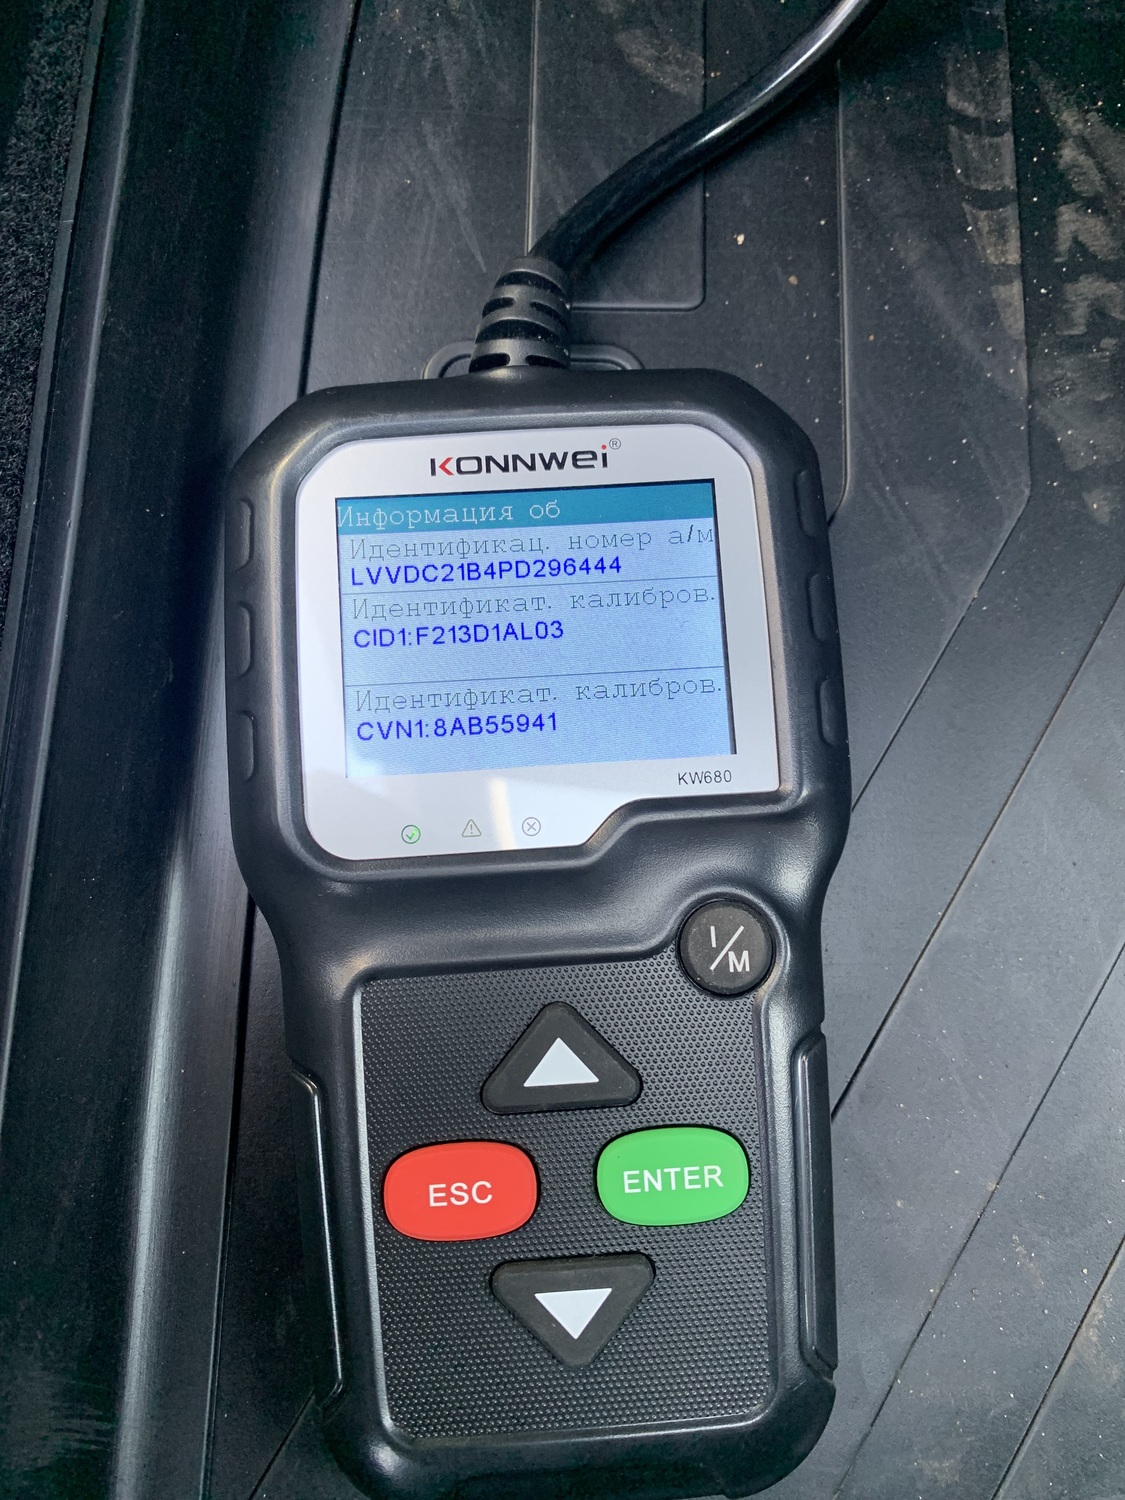 KONNWEI®
Информация об
Идентификац. номер а/м
LVVDC21B4PD296444
Идентификат. калибров.
CID1:F213D1AL03
Идентификат. калибров.
CVN1:8AB55941
KW680
I/M
ESC
ENTER